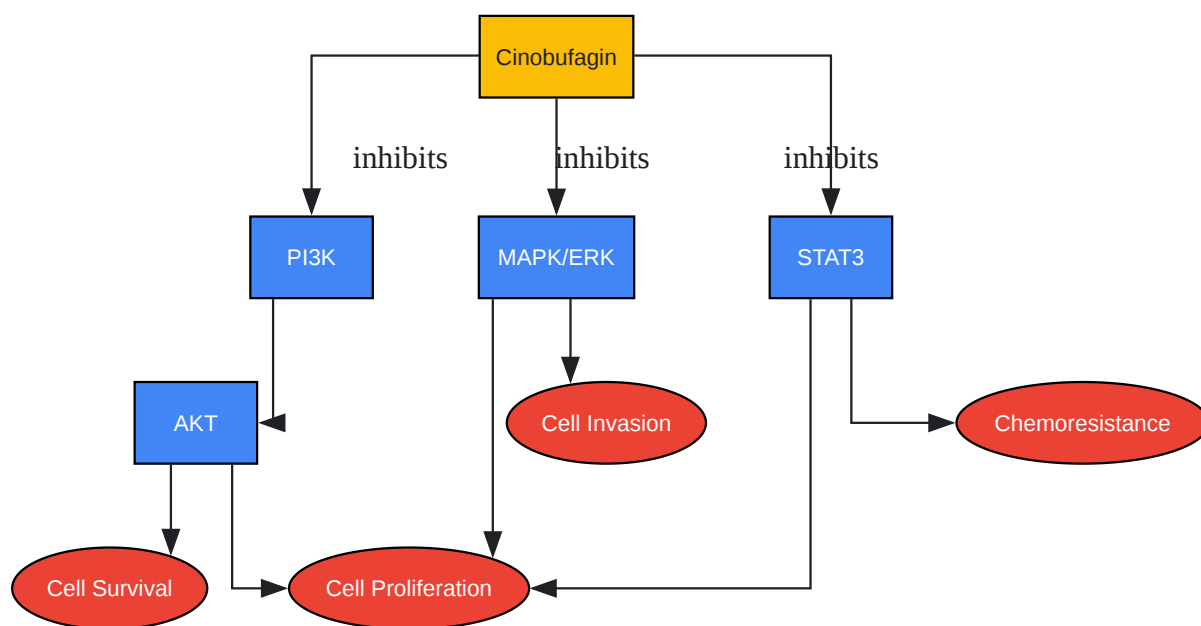 Cinobufagin
inhibits
inhibits
inhibits
PI3K
MAPK/ERK
STAT3
AKT
Cell Invasion
Chemoresistance
Cell Survival
Cell Proliferation